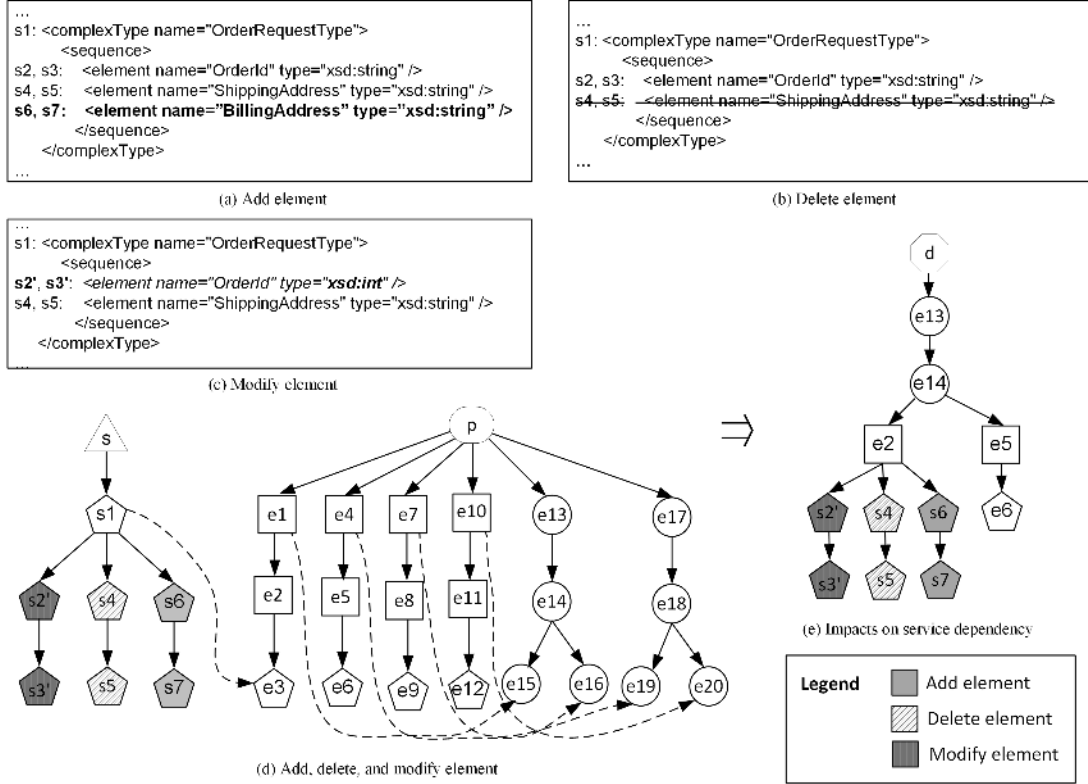 ...
s1: <complexType name="OrderRequestType">
<sequence>
s2, s3: <element name="OrderId" type="xsd:string" />
s4, s5: <element name="ShippingAddress" type="xsd:string" />
s6, s7: <element name="BillingAddress" type="xsd:string" />
</sequence>
</complexType>
...
(a) Add element
...
s1: <complexType name="OrderRequestType">
<sequence>
s2, s3: <element name="OrderId" type="xsd:string" />
s4, s5: <element name="ShippingAddress" type="xsd:string" />
</sequence>
</complexType>
...
(b) Delete element
...
s1: <complexType name="OrderRequestType">
<sequence>
s2', s3': <element name="OrderId" type="xsd:int" />
s4, s5: <element name="ShippingAddress" type="xsd:string" />
</sequence>
</complexType>
...
(c) Modify element
s
s1
s2' s4 s6
s3' s5 s7
p
e1 e4 e7 e10 e13 e17
e2 e5 e8 e11 e14 e18
e3 e6 e9 e12 e15 e16 e19 e20
(d) Add, delete, and modify element
⇒
d
e13
e14
e2 e5
s2' s4 s6 e6
s3' s5 s7
(e) Impacts on service dependency
Legend
Add element
Delete element
Modify element